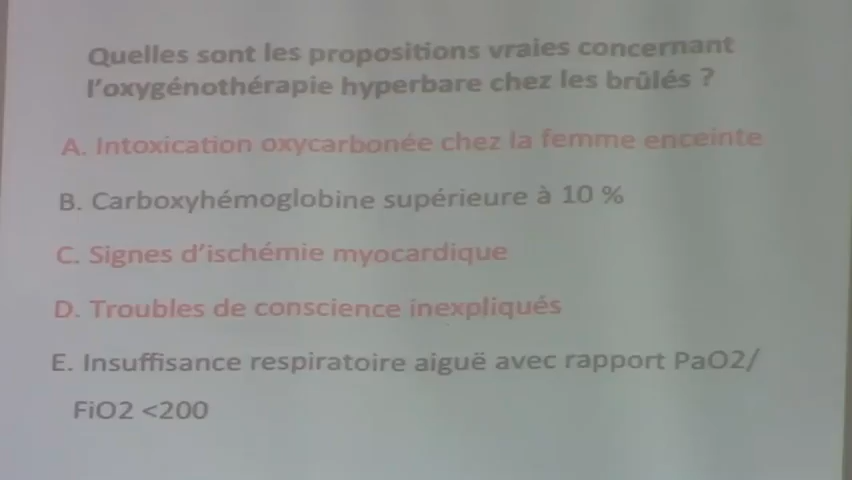 Quelles sont les propositions vraies concernant
l'oxygénothérapie hyperbare chez les brûlés ?
A. Intoxication oxycarbonée chez la femme enceinte
B. Carboxyhémoglobine supérieure à 10 %
C. Signes d'ischémie myocardique
D. Troubles de conscience inexpliqués
E. Insuffisance respiratoire aiguë avec rapport PaO2/
FiO2 <200